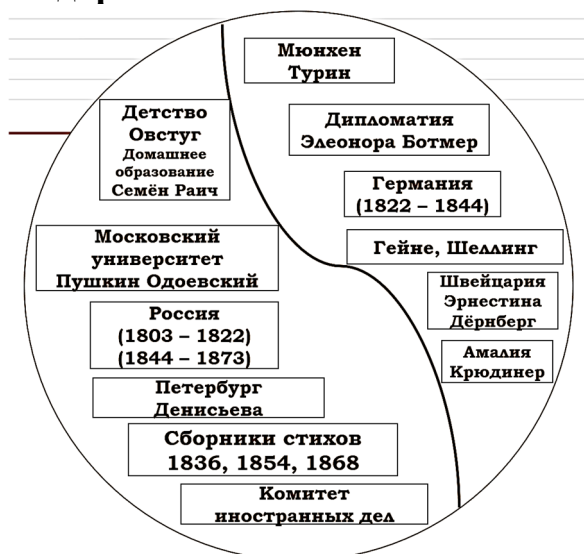 Мюнхен
Турин
Детство
Овстуг
Домашнее
образование
Семён Раич
Дипломатия
Элеонора Ботмер
Германия
(1822 – 1844)
Московский
университет
Пушкин Одоевский
Гейне, Шеллинг
Швейцария
Эрнестина
Дёрнберг
Россия
(1803 – 1822)
(1844 – 1873)
Амалия
Крюдинер
Петербург
Денисьева
Сборники стихов
1836, 1854, 1868
Комитет
иностранных дел